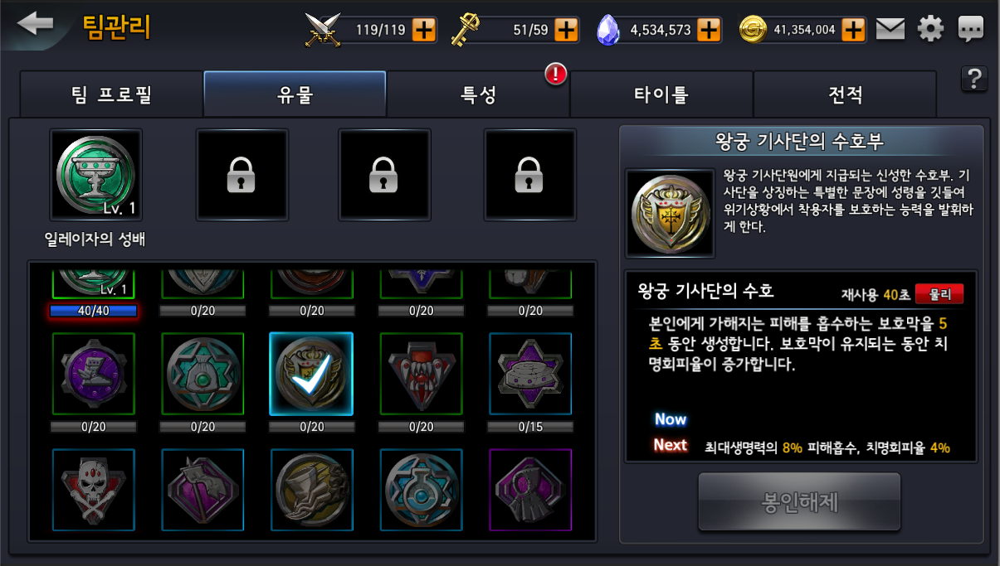 팀관리
119/119
51/59
4,534,573
41,354,004
팀 프로필
유물
!
특성
타이틀
전적
?
Lv. 1
일레이자의 성배
Lv. 1
40/40
0/20
0/20
0/20
0/20
0/20
0/20
0/20
0/20
0/15
왕궁 기사단의 수호부
왕궁 기사단원에게 지급되는 신성한 수호부. 기
사단을 상징하는 특별한 문장에 성령을 깃들여
위기상황에서 착용자를 보호하는 능력을 발휘하
게 한다.
왕궁 기사단의 수호
재사용 40초 물리
본인에게 가해지는 피해를 흡수하는 보호막을 5
초 동안 생성합니다. 보호막이 유지되는 동안 치
명회피율이 증가합니다.
Now
Next 최대생명력의 8% 피해흡수, 치명회피율 4%
봉인해제